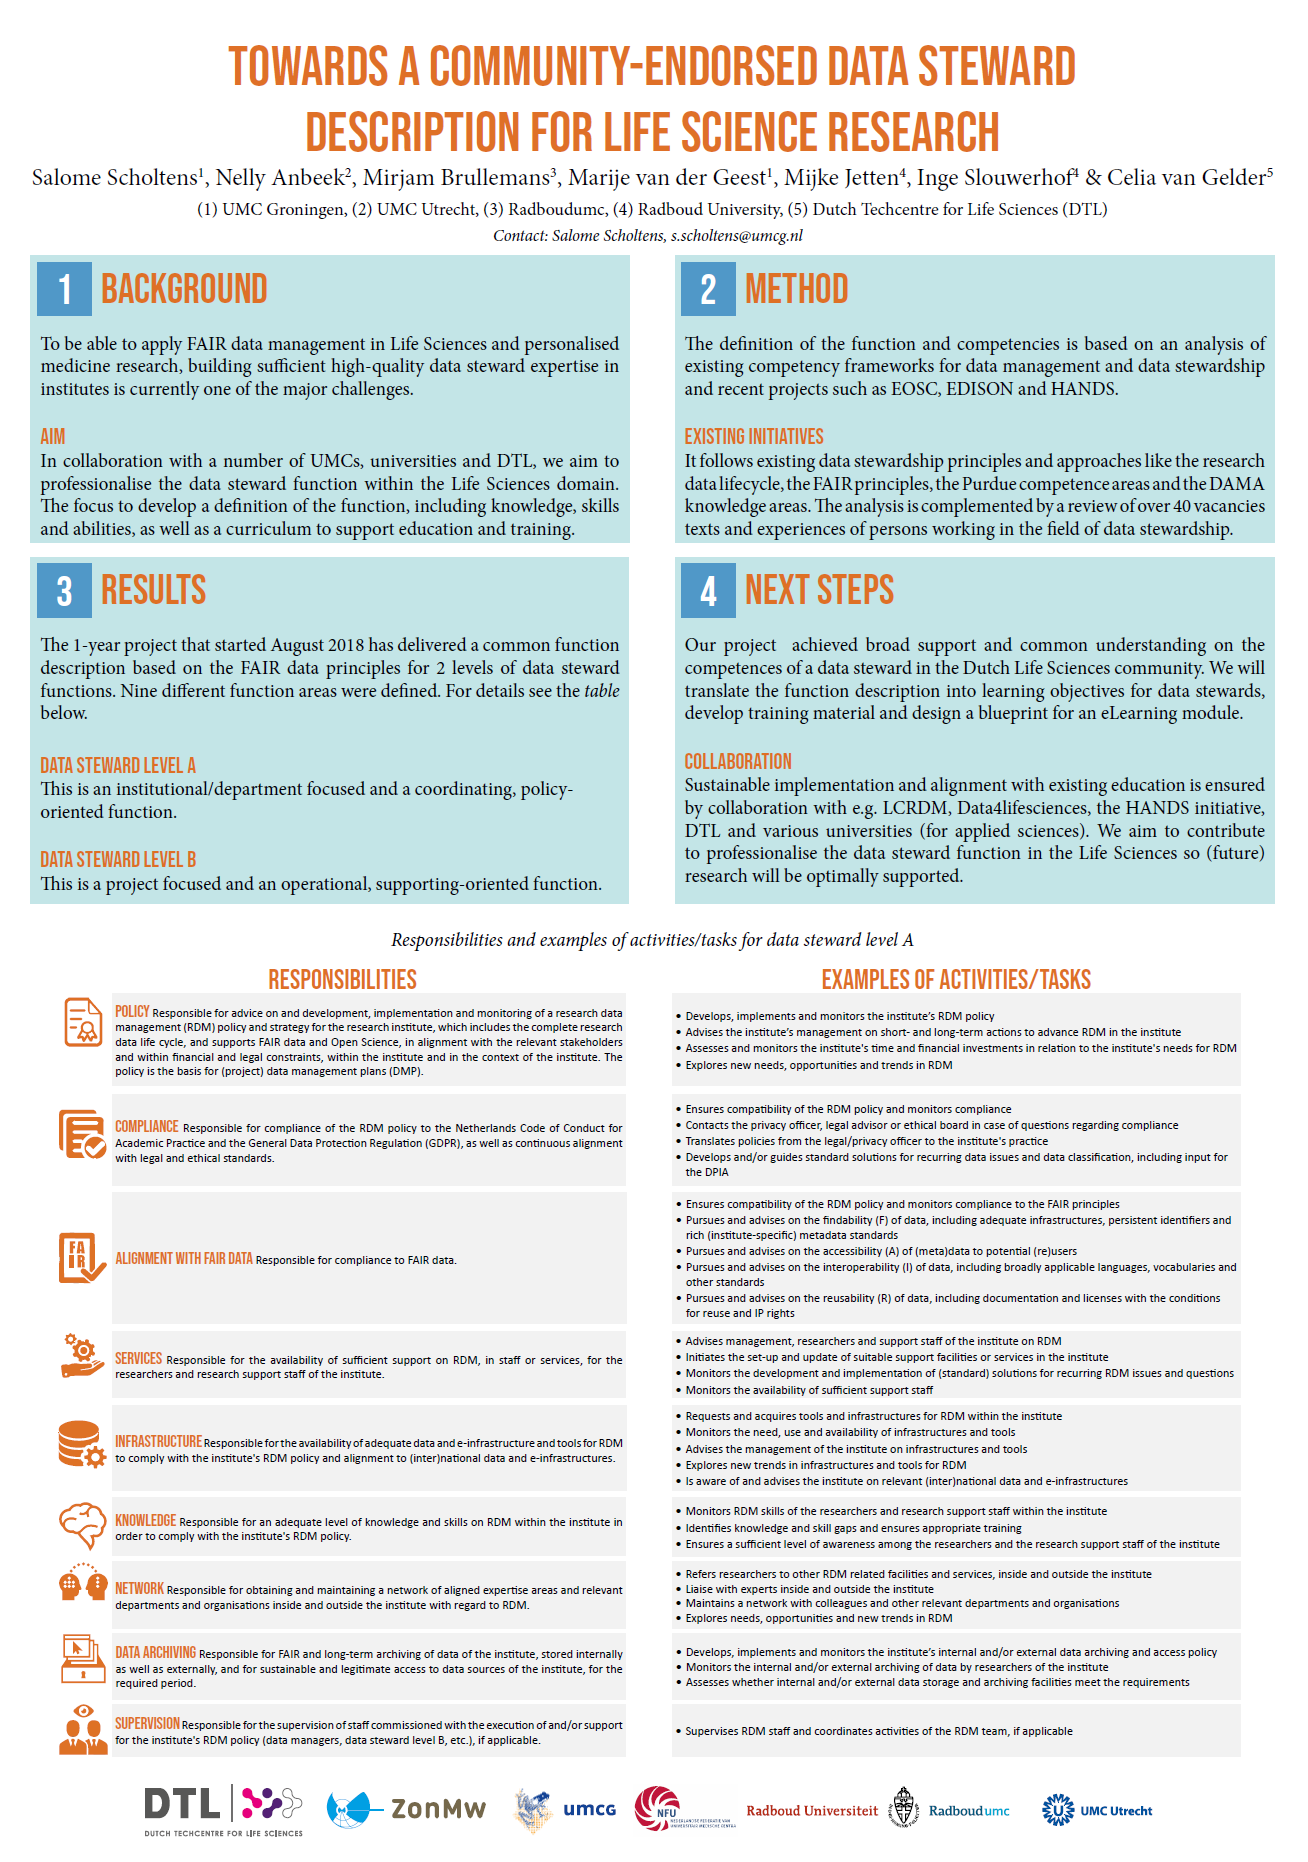 TOWARDS A COMMUNITY-ENDORSED DATA STEWARD
DESCRIPTION FOR LIFE SCIENCE RESEARCH
Salome Scholtens¹, Nelly Anbeek², Mirjam Brullemans³, Marije van der Geest¹, Mijke Jetten⁴, Inge Slouwerhof⁴ & Celia van Gelder⁵
(1) UMC Groningen, (2) UMC Utrecht, (3) Radboudumc, (4) Radboud University, (5) Dutch Techcentre for Life Sciences (DTL)
Contact: Salome Scholtens, s.scholtens@umcg.nl
1 BACKGROUND
To be able to apply FAIR data management in Life Sciences and personalised
medicine research, building sufficient high-quality data steward expertise in
institutes is currently one of the major challenges.
AIM
In collaboration with a number of UMCs, universities and DTL, we aim to
professionalise the data steward function within the Life Sciences domain.
The focus to develop a definition of the function, including knowledge, skills
and abilities, as well as a curriculum to support education and training.
2 METHOD
The definition of the function and competencies is based on an analysis of
existing competency frameworks for data management and data stewardship
and recent projects such as EOSC, EDISON and HANDS.
EXISTING INITIATIVES
It follows existing data stewardship principles and approaches like the research
data lifecycle, the FAIR principles, the Purdue competence areas and the DAMA
knowledge areas. The analysis is complemented by a review of over 40 vacancies
texts and experiences of persons working in the field of data stewardship.
3 RESULTS
The 1-year project that started August 2018 has delivered a common function
description based on the FAIR data principles for 2 levels of data steward
functions. Nine different function areas were defined. For details see the table
below.
DATA STEWARD LEVEL A
This is an institutional/department focused and a coordinating, policy-
oriented function.
DATA STEWARD LEVEL B
This is a project focused and an operational, supporting-oriented function.
4 NEXT STEPS
Our project achieved broad support and common understanding on the
competences of a data steward in the Dutch Life Sciences community. We will
translate the function description into learning objectives for data stewards,
develop training material and design a blueprint for an eLearning module.
COLLABORATION
Sustainable implementation and alignment with existing education is ensured
by collaboration with e.g. LCRDM, Data4lifesciences, the HANDS initiative,
DTL and various universities (for applied sciences). We aim to contribute
to professionalise the data steward function in the Life Sciences so (future)
research will be optimally supported.
Responsibilities and examples of activities/tasks for data steward level A
RESPONSIBILITIES
EXAMPLES OF ACTIVITIES/TASKS
POLICY Responsible for advice on and development, implementation and monitoring of a research data
management (RDM) policy and strategy for the research institute, which includes the complete research
data life cycle, and supports FAIR data and Open Science, in alignment with the relevant stakeholders
and within financial and legal constraints, within the institute and in the context of the institute. The
policy is the basis for (project) data management plans (DMP).
• Develops, implements and monitors the institute's RDM policy
• Advises the institute's management on short- and long-term actions to advance RDM in the institute
• Assesses and monitors the institute's time and financial investments in relation to the institute's needs for RDM
• Explores new needs, opportunities and trends in RDM
COMPLIANCE Responsible for compliance of the RDM policy to the Netherlands Code of Conduct for
Academic Practice and the General Data Protection Regulation (GDPR), as well as continuous alignment
with legal and ethical standards.
• Ensures compatibility of the RDM policy and monitors compliance
• Contacts the privacy officer, legal advisor or ethical board in case of questions regarding compliance
• Translates policies from the legal/privacy officer to the institute's practice
• Develops and/or guides standard solutions for recurring data issues and data classification, including input for
the DPIA
FA
IR
ALIGNMENT WITH FAIR DATA Responsible for compliance to FAIR data.
• Ensures compatibility of the RDM policy and monitors compliance to the FAIR principles
• Pursues and advises on the findability (F) of data, including adequate infrastructures, persistent identifiers and
rich (institute-specific) metadata standards
• Pursues and advises on the accessibility (A) of (meta)data to potential (re)users
• Pursues and advises on the interoperability (I) of data, including broadly applicable languages, vocabularies and
other standards
• Pursues and advises on the reusability (R) of data, including documentation and licenses with the conditions
for reuse and IP rights
SERVICES Responsible for the availability of sufficient support on RDM, in staff or services, for the
researchers and research support staff of the institute.
• Advises management, researchers and support staff of the institute on RDM
• Initiates the set-up and update of suitable support facilities or services in the institute
• Monitors the development and implementation of (standard) solutions for recurring RDM issues and questions
• Monitors the availability of sufficient support staff
INFRASTRUCTURE Responsible for the availability of adequate data and e-infrastructure and tools for RDM
to comply with the institute's RDM policy and alignment to (inter)national data and e-infrastructures.
• Requests and acquires tools and infrastructures for RDM within the institute
• Monitors the need, use and availability of infrastructures and tools
• Advises the management of the institute on infrastructures and tools
• Explores new trends in infrastructures and tools for RDM
• Is aware of and advises the institute on relevant (inter)national data and e-infrastructures
KNOWLEDGE Responsible for an adequate level of knowledge and skills on RDM within the institute in
order to comply with the institute's RDM policy.
• Monitors RDM skills of the researchers and research support staff within the institute
• Identifies knowledge and skill gaps and ensures appropriate training
• Ensures a sufficient level of awareness among the researchers and the research support staff of the institute
NETWORK Responsible for obtaining and maintaining a network of aligned expertise areas and relevant
departments and organisations inside and outside the institute with regard to RDM.
• Refers researchers to other RDM related facilities and services, inside and outside the institute
• Liaise with experts inside and outside the institute
• Maintains a network with colleagues and other relevant departments and organisations
• Explores needs, opportunities and new trends in RDM
DATA ARCHIVING Responsible for FAIR and long-term archiving of data of the institute, stored internally
as well as externally, and for sustainable and legitimate access to data sources of the institute, for the
required period.
• Develops, implements and monitors the institute's internal and/or external data archiving and access policy
• Monitors the internal and/or external archiving of data by researchers of the institute
• Assesses whether internal and/or external data storage and archiving facilities meet the requirements
SUPERVISION Responsible for the supervision of staff commissioned with the execution of and/or support
for the institute's RDM policy (data managers, data steward level B, etc.), if applicable.
• Supervises RDM staff and coordinates activities of the RDM team, if applicable
DTL
DUTCH TECHCENTRE FOR LIFE SCIENCES
ZonMw
umcg
NFU
NEDERLANDSE FEDERATIE VAN
UNIVERSITAIR MEDISCHE CENTRA
Radboud Universiteit
Radboudumc
U
UMC Utrecht